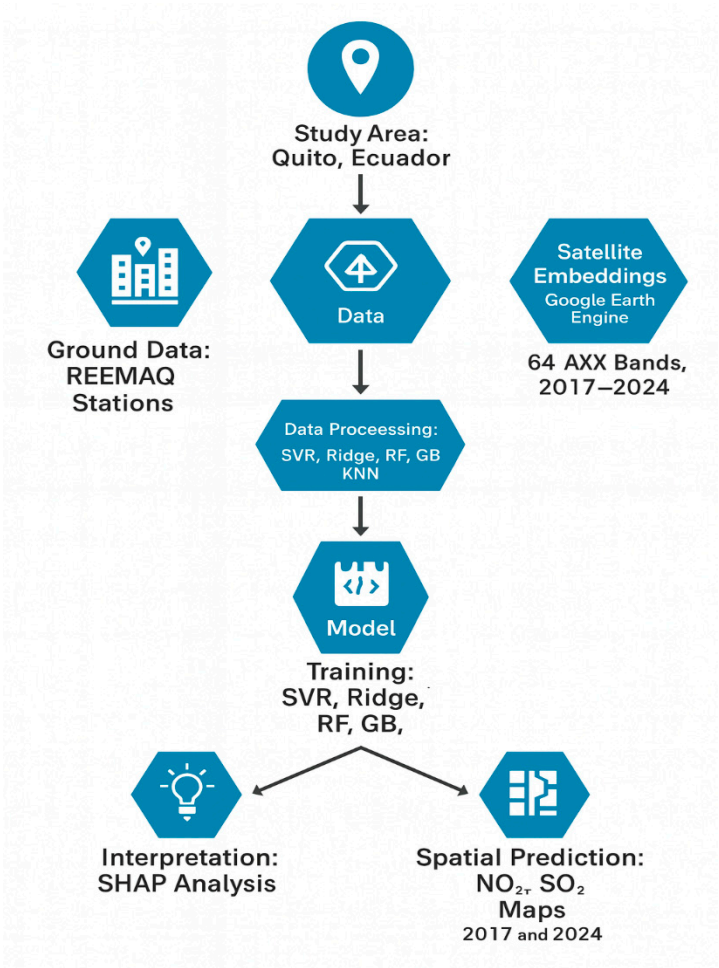 Study Area:
Quito, Ecuador
Ground Data:
REEMAQ
Stations
Data
Satellite
Embeddings
Google Earth
Engine
64 AXX Bands,
2017—2024
Data Proceessing:
SVR, Ridge, RF, GB
KNN
</>
Model
Training:
SVR, Ridge,
RF, GB,
Interpretation:
SHAP Analysis
Spatial Prediction:
NO₂, SO₂
Maps
2017 and 2024